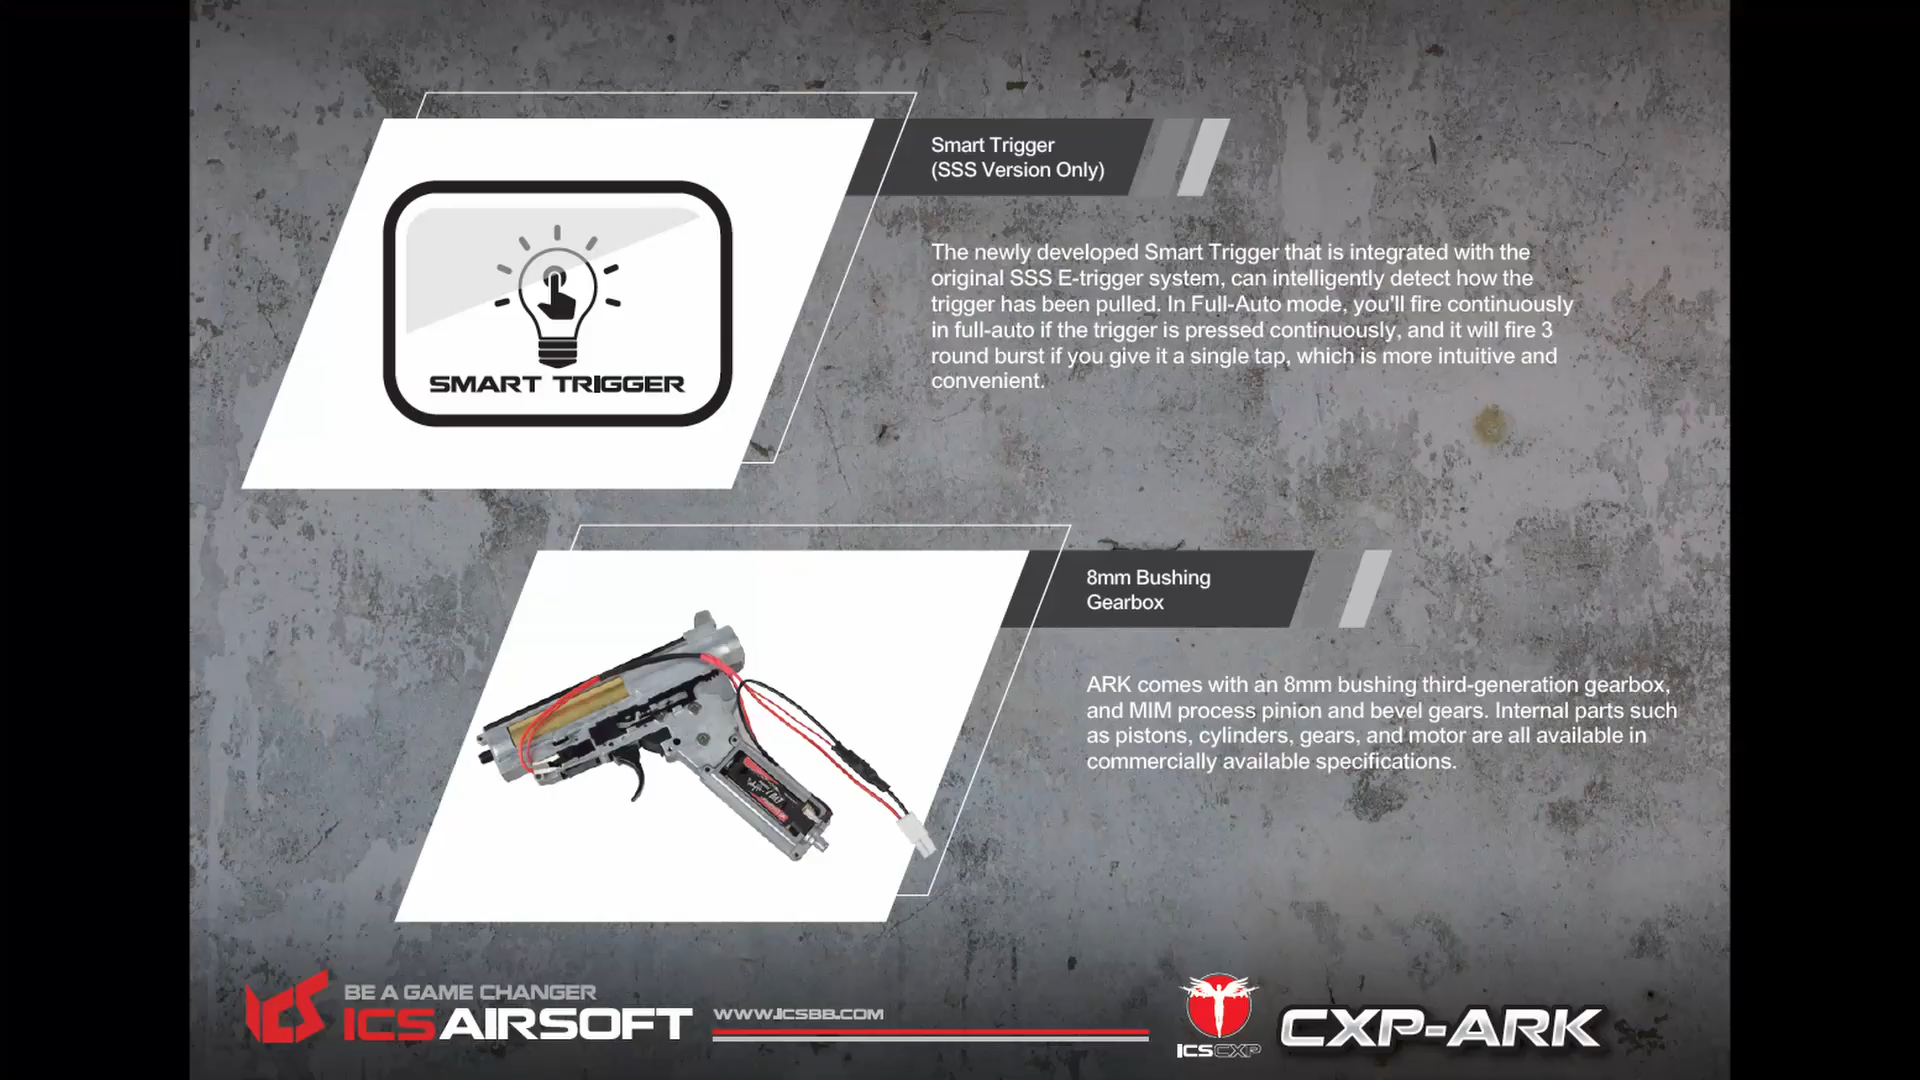 Smart Trigger
(SSS Version Only)
SMART TRIGGER
The newly developed Smart Trigger that is integrated with the
original SSS E-trigger system, can intelligently detect how the
trigger has been pulled. In Full-Auto mode, you'll fire continuously
in full-auto if the trigger is pressed continuously, and it will fire 3
round burst if you give it a single tap, which is more intuitive and
convenient.
8mm Bushing
Gearbox
ARK comes with an 8mm bushing third-generation gearbox,
and MIM process pinion and bevel gears. Internal parts such
as pistons, cylinders, gears, and motor are all available in
commercially available specifications.
ICS
BE A GAME CHANGER
ICSAIRSOFT
WWW.ICSBB.COM
ICSCXP
CXP-ARK